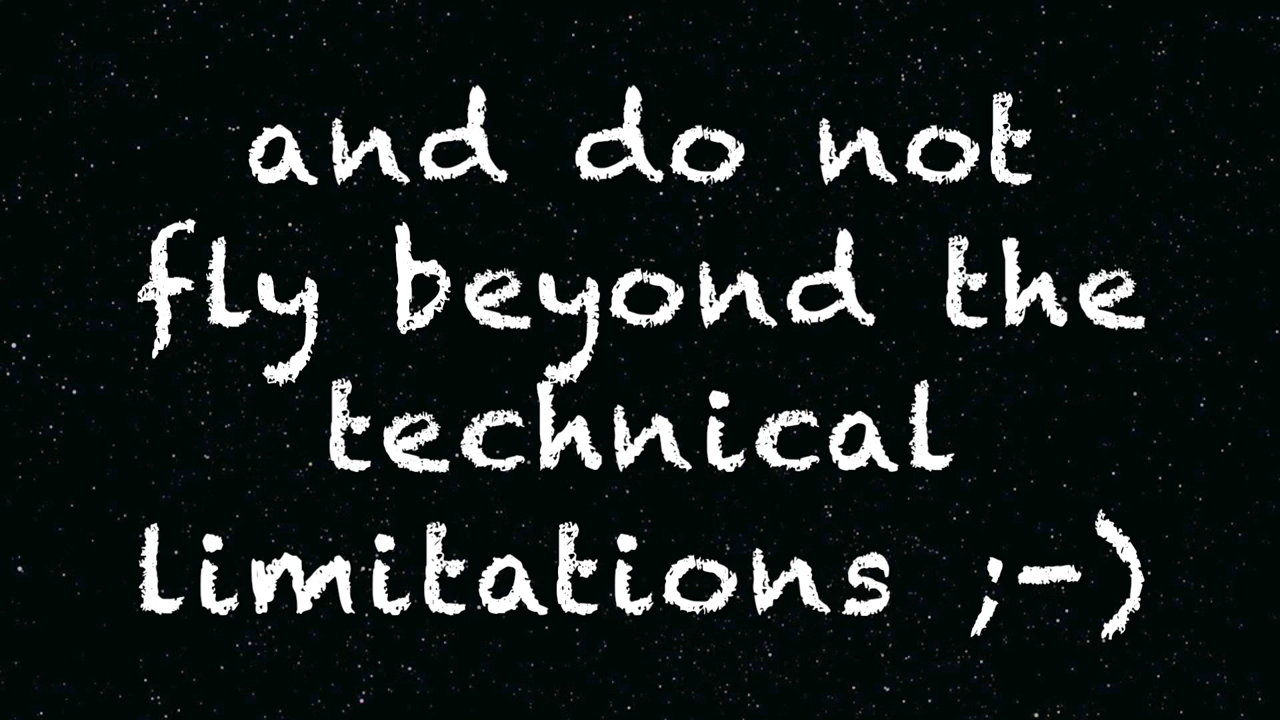 and do not
fly beyond the
technical
limitations ;-)